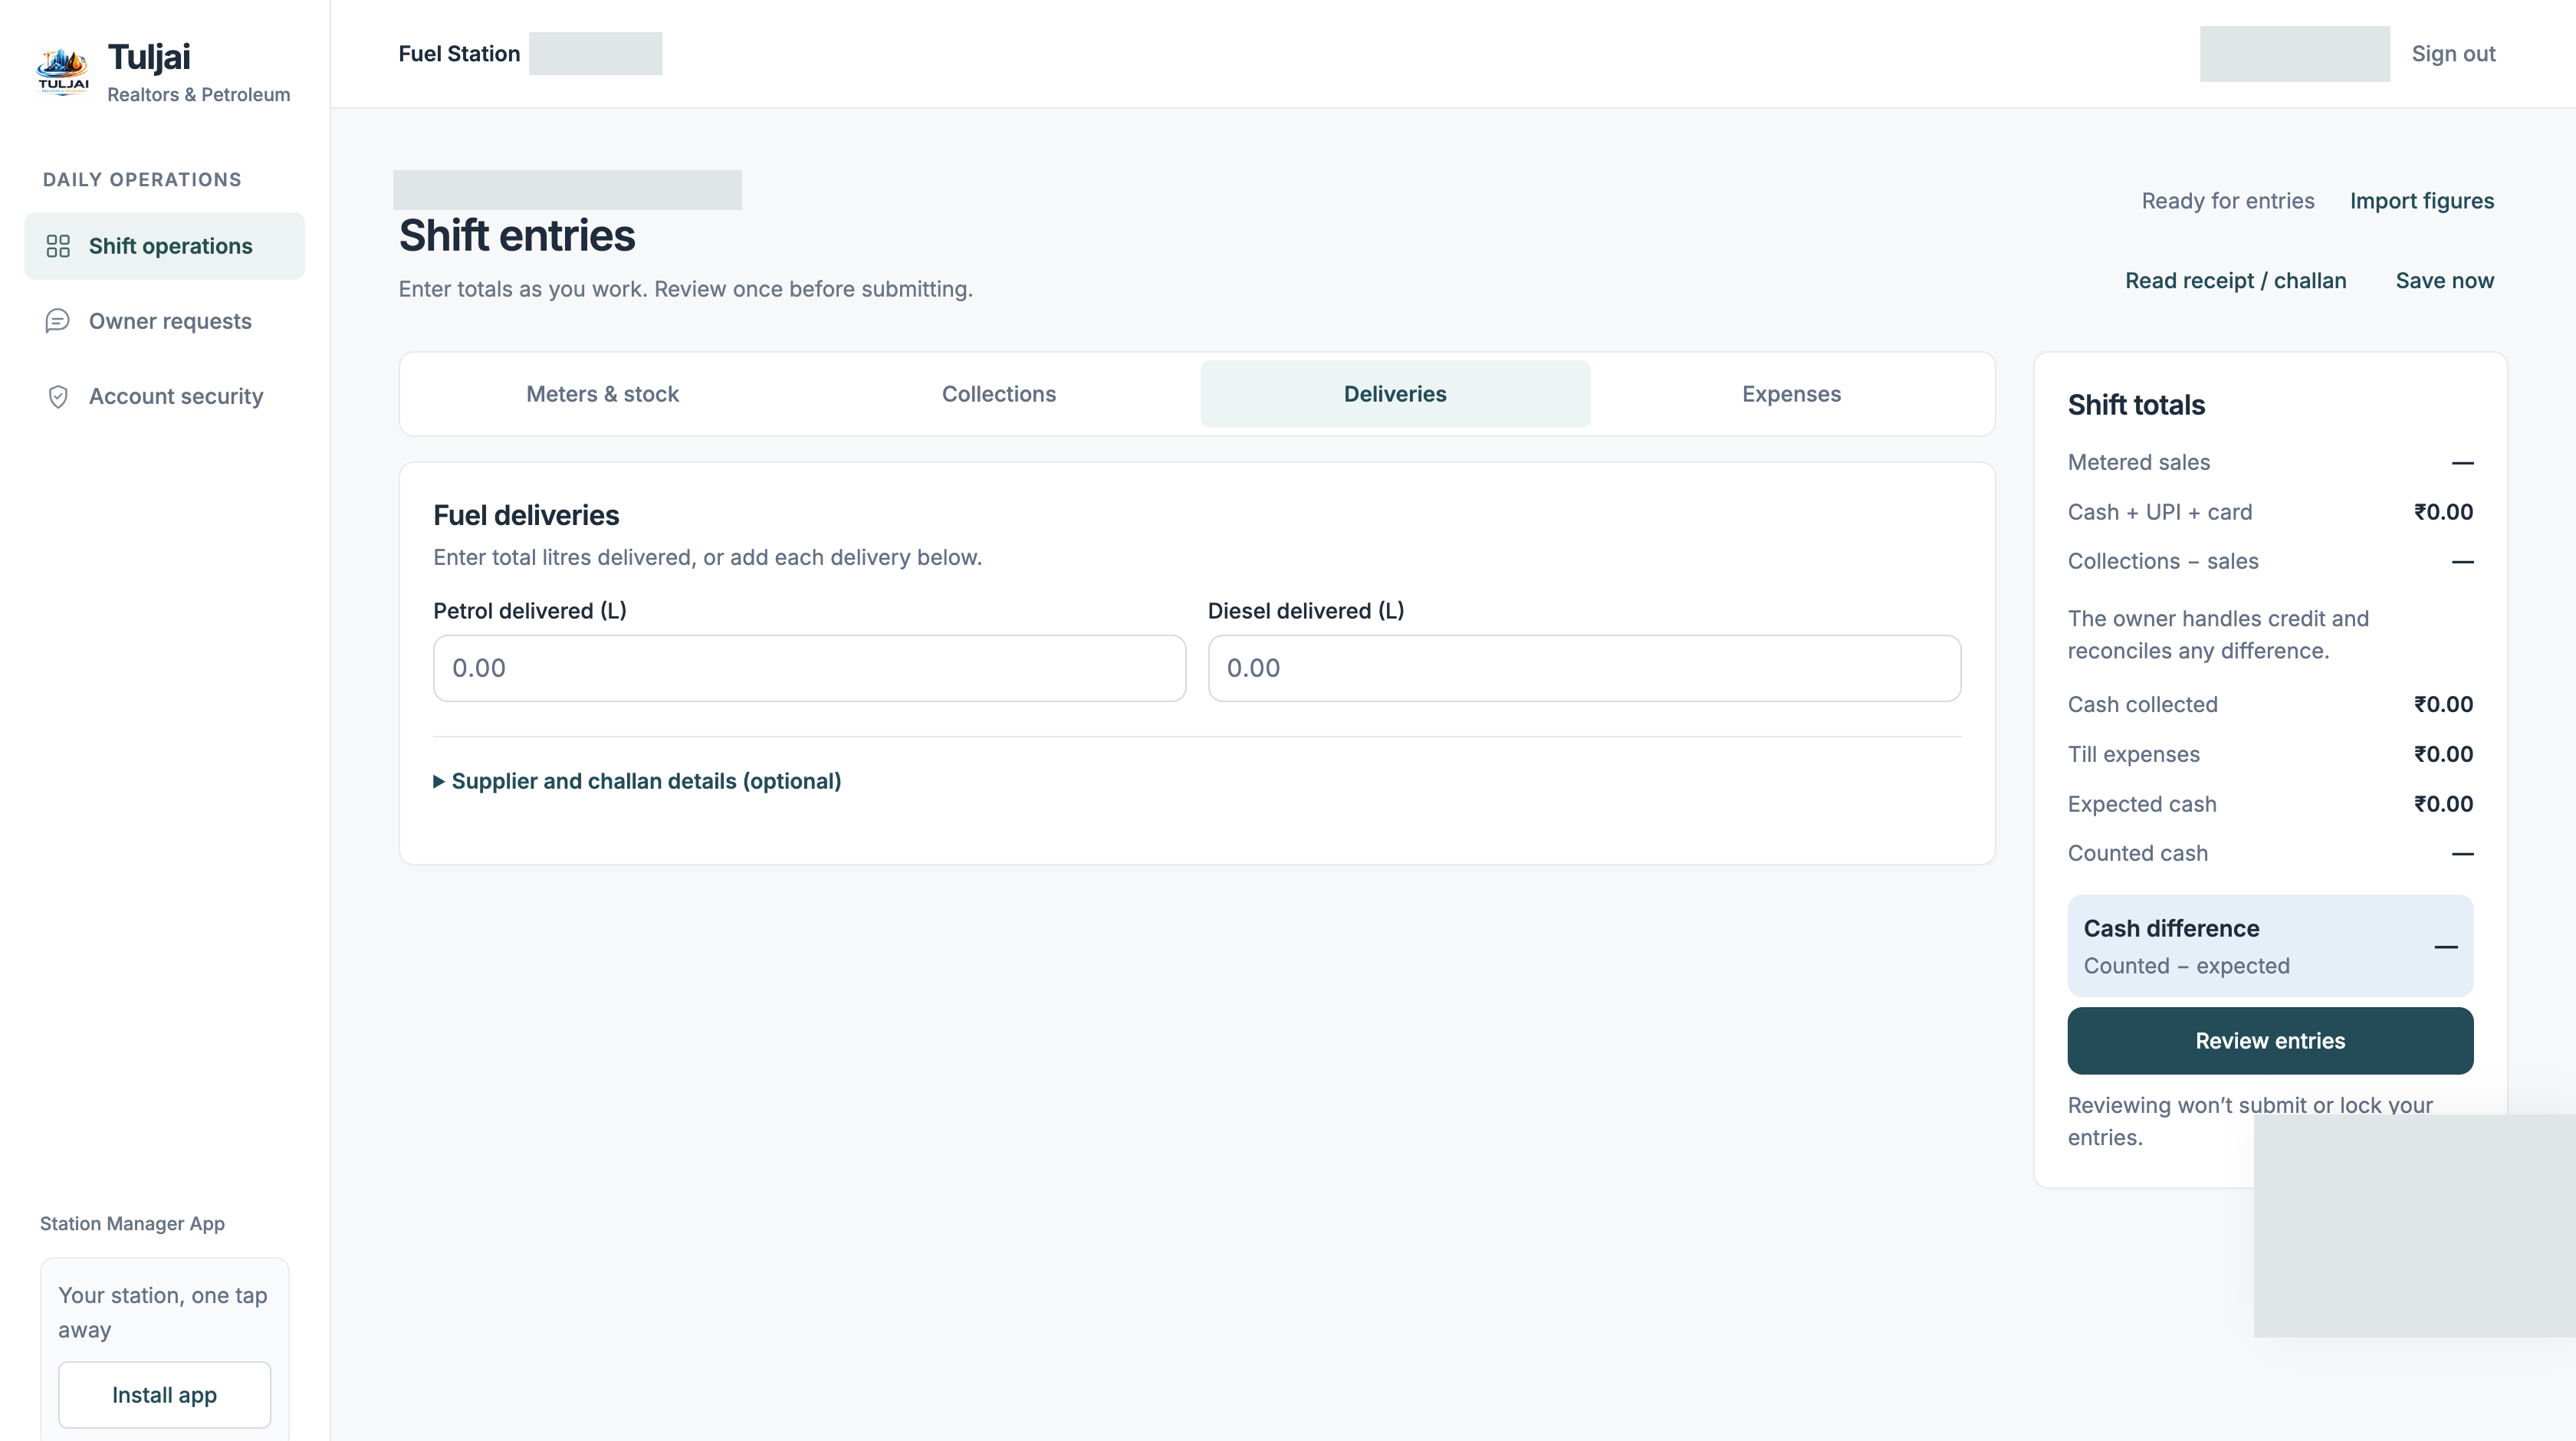 TULJAI
Tuljai
Realtors & Petroleum
DAILY OPERATIONS
Shift operations
Owner requests
Account security
Station Manager App
Your station, one tap
away
Install app
Fuel Station
Sign out
Shift entries
Enter totals as you work. Review once before submitting.
Ready for entries
Import figures
Read receipt / challan
Save now
Meters & stock
Collections
Deliveries
Expenses
Fuel deliveries
Enter total litres delivered, or add each delivery below.
Petrol delivered (L)
Diesel delivered (L)
0.00
0.00
▶ Supplier and challan details (optional)
Shift totals
Metered sales —
Cash + UPI + card ₹0.00
Collections – sales —
The owner handles credit and
reconciles any difference.
Cash collected ₹0.00
Till expenses ₹0.00
Expected cash ₹0.00
Counted cash —
Cash difference —
Counted – expected
Review entries
Reviewing won’t submit or lock your
entries.